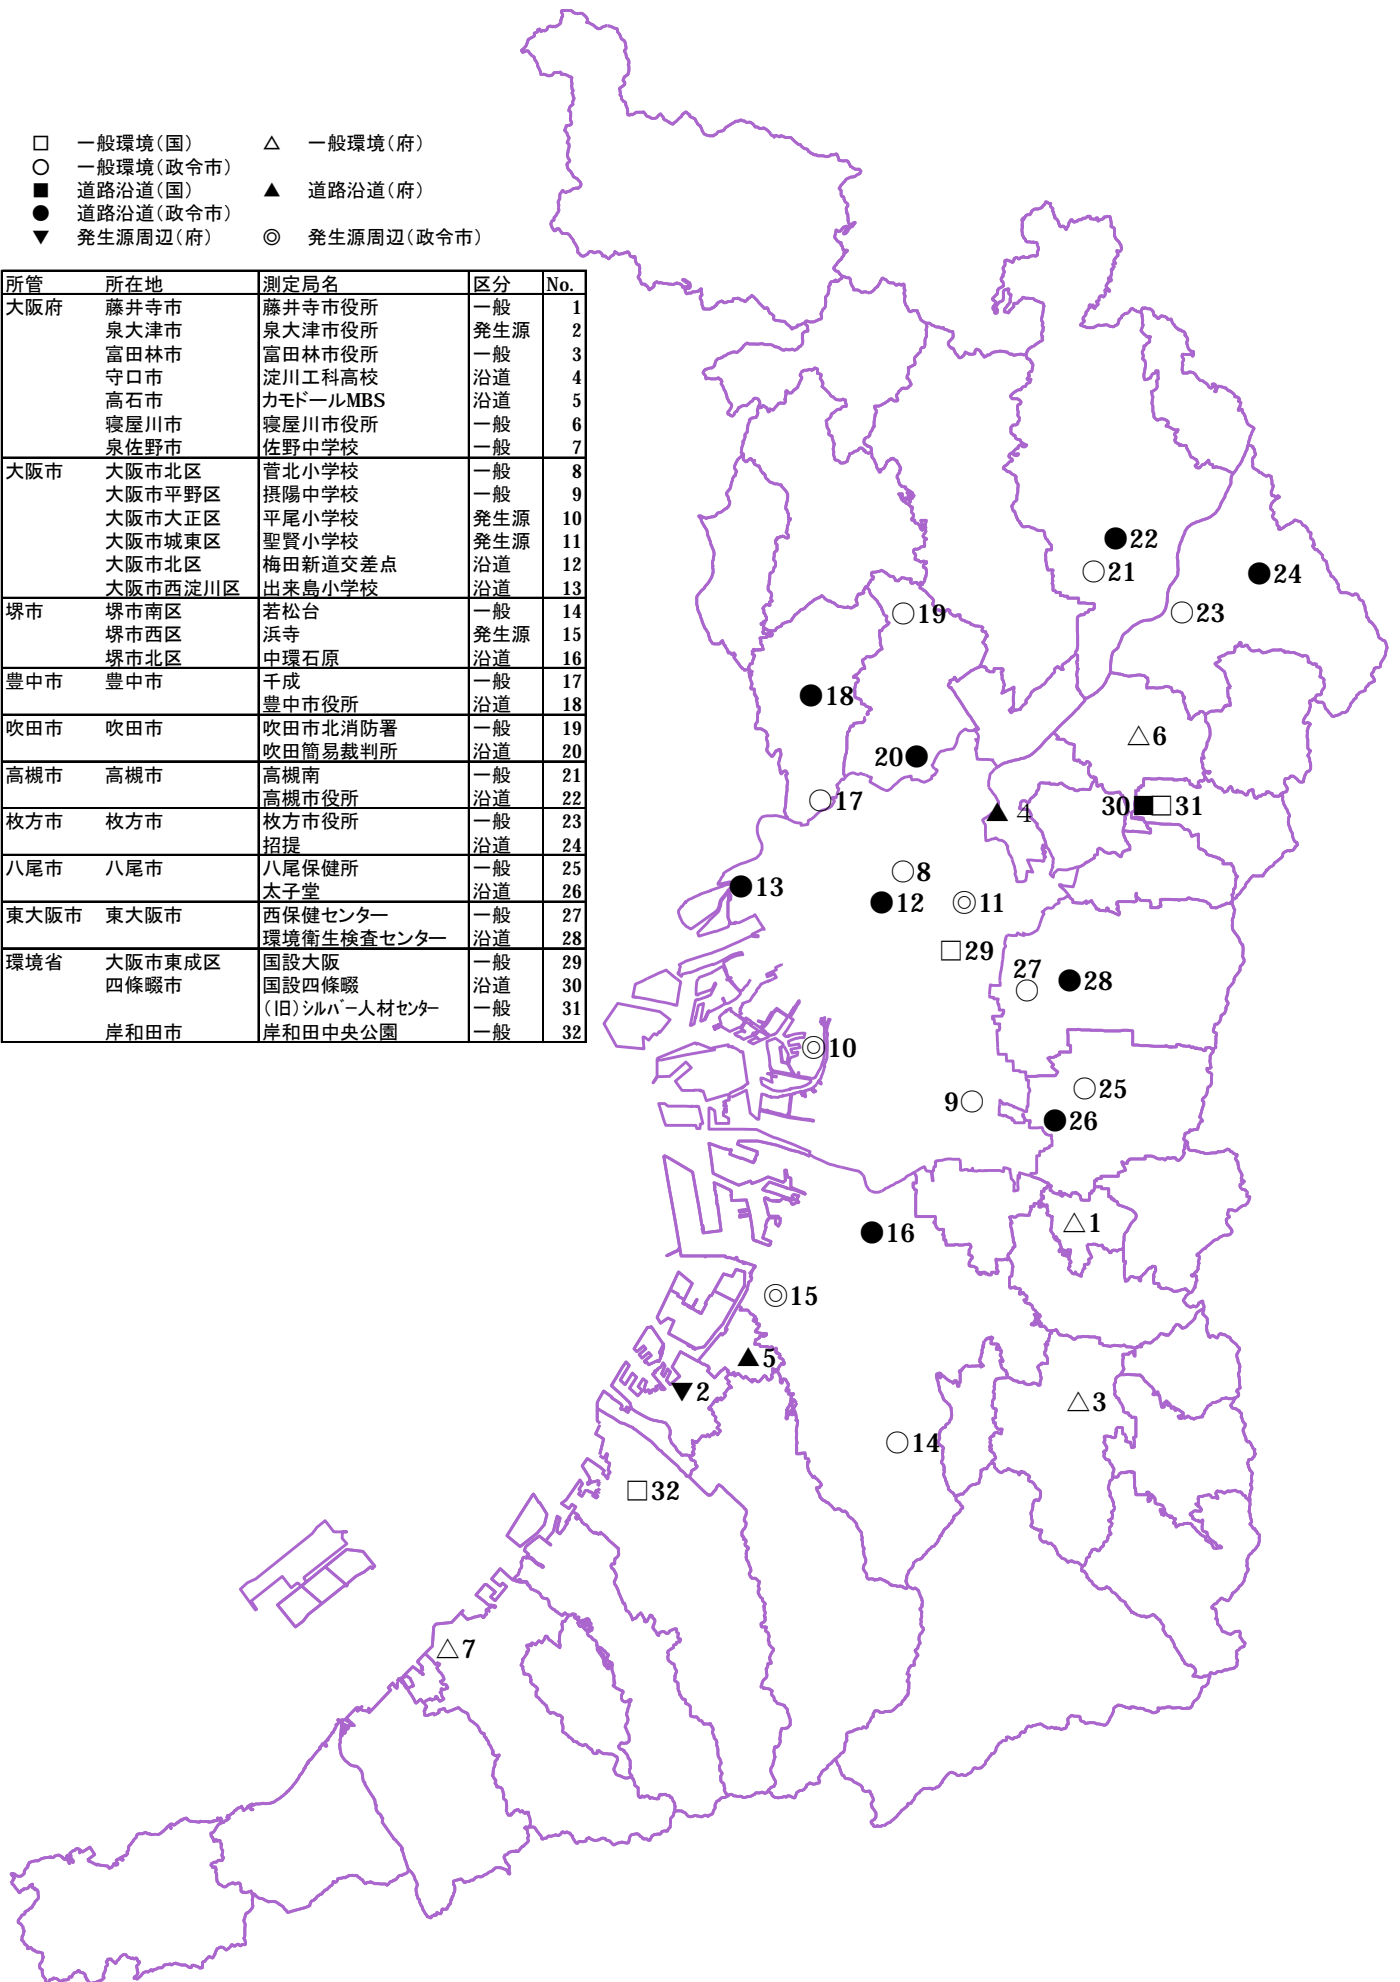 □ 一般環境(国) △ 一般環境(府)
○ 一般環境(政令市)
■ 道路沿道(国) ▲ 道路沿道(府)
● 道路沿道(政令市)
▼ 発生源周辺(府) ◎ 発生源周辺(政令市)
所管 所在地 測定局名 区分 No.
大阪府 藤井寺市 藤井寺市役所 一般 1
泉大津市 泉大津市役所 発生源 2
富田林市 富田林市役所 一般 3
守口市 淀川工科高校 沿道 4
高石市 カモドールMBS 沿道 5
寝屋川市 寝屋川市役所 一般 6
泉佐野市 佐野中学校 一般 7
大阪市 大阪市北区 菅北小学校 一般 8
大阪市平野区 摂陽中学校 一般 9
大阪市大正区 平尾小学校 発生源 10
大阪市城東区 聖賢小学校 発生源 11
大阪市北区 梅田新道交差点 沿道 12
大阪市西淀川区 出来島小学校 沿道 13
堺市 堺市南区 若松台 一般 14
堺市西区 浜寺 発生源 15
堺市北区 中環石原 沿道 16
豊中市 豊中市 千成 一般 17
豊中市役所 沿道 18
吹田市 吹田市 吹田市北消防署 一般 19
吹田簡易裁判所 沿道 20
高槻市 高槻市 高槻南 一般 21
高槻市役所 沿道 22
枚方市 枚方市 枚方市役所 一般 23
招提 沿道 24
八尾市 八尾市 八尾保健所 一般 25
太子堂 沿道 26
東大阪市 東大阪市 西保健センター 一般 27
環境衛生検査センター 沿道 28
環境省 大阪市東成区 国設大阪 一般 29
四條畷市 国設四條畷 沿道 30
(旧)シルバー人材センター 一般 31
岸和田市 岸和田中央公園 一般 32
●22
○21
●24
○19
○23
●18
△6
20●
○17
▲4
30■□31
○8
●13
●12
◎11
□29
27○
●28
◎10
○25
9○
●26
△1
●16
◎15
▲5
▼2
△3
○14
□32
△7